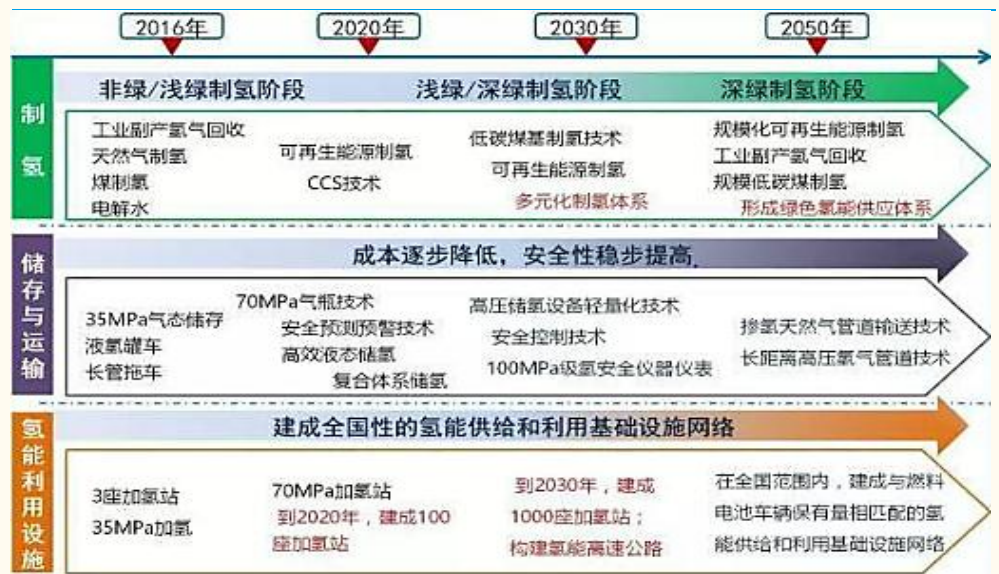 2016年
2020年
2030年
2050年
制氢
非绿/浅绿制氢阶段
浅绿/深绿制氢阶段
深绿制氢阶段
工业副产氢气回收
天然气制氢
煤制氢
电解水
可再生能源制氢
CCS技术
低碳煤基制氢技术
可再生能源制氢
多元化制氢体系
规模化可再生能源制氢
工业副产氢气回收
规模低碳煤制氢
形成绿色氢能供应体系
储存与运输
成本逐步降低，安全性稳步提高.
35MPa气态储存
液氢罐车
长管拖车
70MPa气瓶技术
安全预测预警技术
高效液态储氢
复合体系储氢
高压储氢设备轻量化技术
安全控制技术
100MPa级氢安全仪器仪表
掺氢天然气管道输送技术
长距离高压氢气管道技术
氢能利用设施
建成全国性的氢能供给和利用基础设施网络
3座加氢站
35MPa加氢
70MPa加氢站
到2020年，建成100
座加氢站
到2030年，建成
1000座加氢站；
构建氢能高速公路
在全国范围内，建成与燃料
电池车辆保有量相匹配的氢
能供给和利用基础设施网络